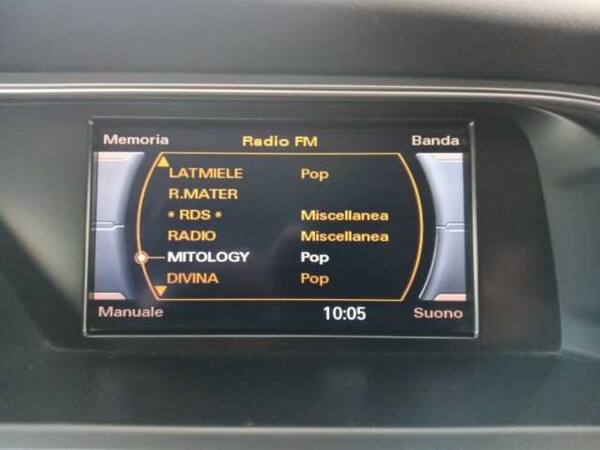 Memoria Radio FM Banda
LATMIELE Pop
R.MATER
* RDS * Miscellanea
RADIO Miscellanea
MITOLOGY Pop
DIVINA Pop
Manuale 10:05 Suono